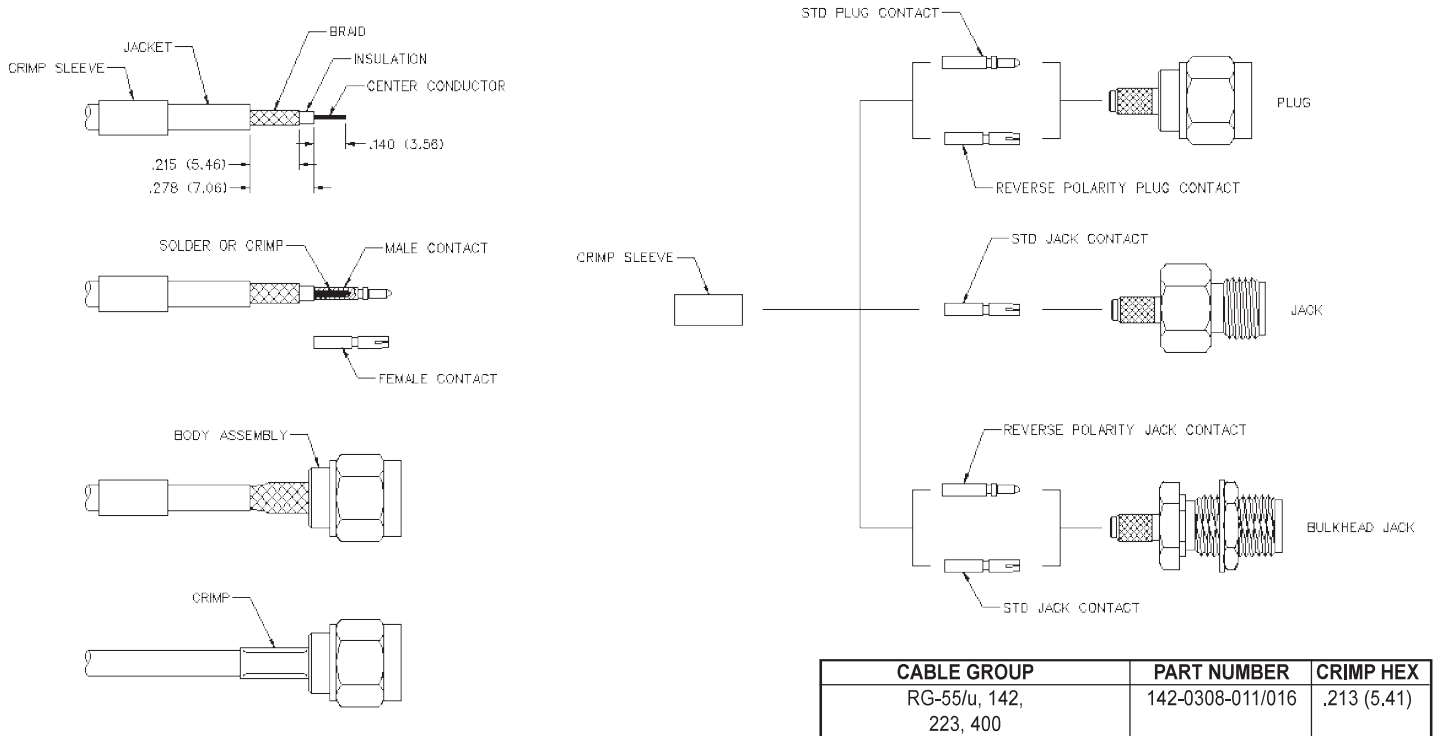 BRAID
JACKET
INSULATION
CRIMP SLEEVE
CENTER CONDUCTOR
.140 (3.56)
.215 (5.46)
.278 (7.06)
SOLDER OR CRIMP
MALE CONTACT
FEMALE CONTACT
BODY ASSEMBLY
CRIMP
STD PLUG CONTACT
PLUG
REVERSE POLARITY PLUG CONTACT
STD JACK CONTACT
CRIMP SLEEVE
JACK
REVERSE POLARITY JACK CONTACT
BULKHEAD JACK
STD JACK CONTACT
CABLE GROUP PART NUMBER CRIMP HEX
RG-55/u, 142, 142-0308-011/016 .213 (5.41)
223, 400